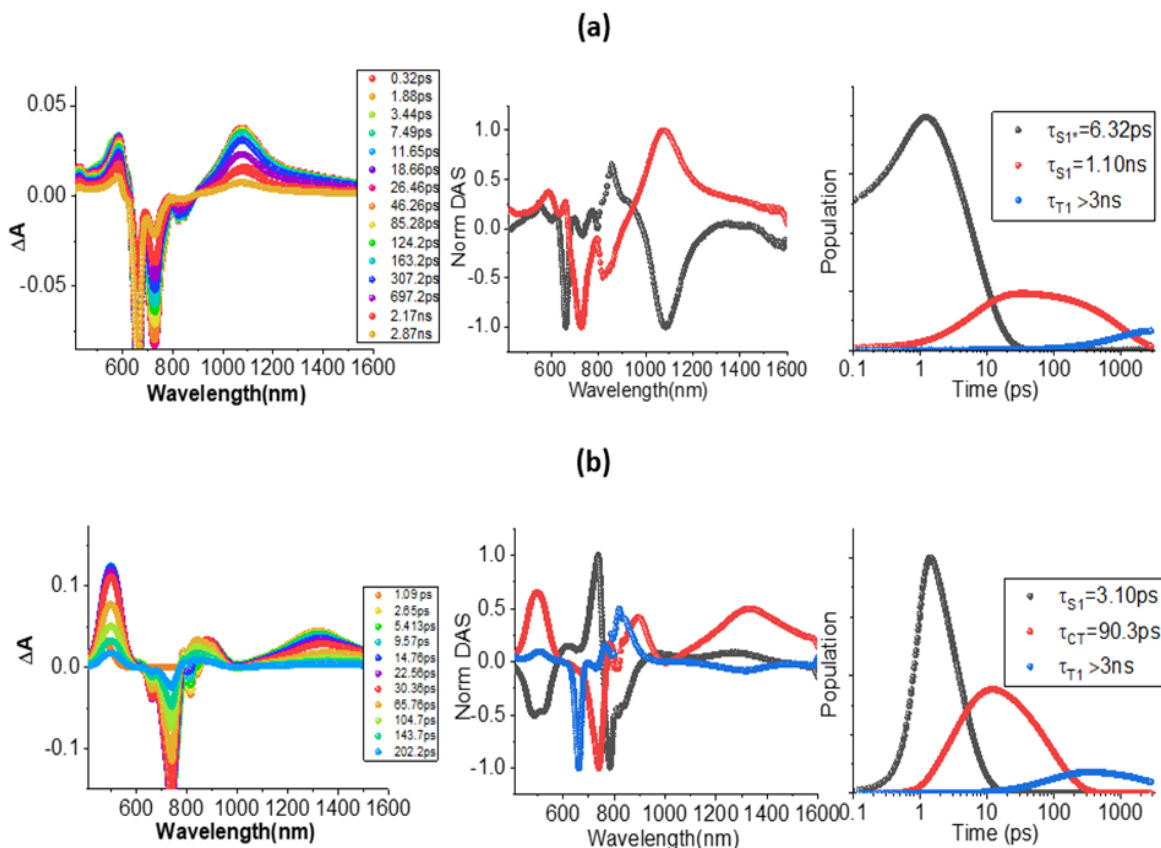 (a)
0.05
0.00
-0.05
ΔA
600 800 1000 1200 1400 1600
Wavelength(nm)
0.32ps
1.88ps
3.44ps
7.49ps
11.65ps
18.66ps
26.46ps
46.26ps
85.28ps
124.2ps
163.2ps
307.2ps
697.2ps
2.17ns
2.87ns
1.0
0.5
0.0
-0.5
-1.0
Norm DAS
600 800 1000 1200 1400 1600
Wavelength(nm)
Population
τS1*=6.32ps
τS1=1.10ns
τT1 >3ns
0.1 1 10 100 1000
Time (ps)
(b)
0.1
0.0
-0.1
ΔA
600 800 1000 1200 1400 1600
Wavelength(nm)
1.09 ps
2.65ps
5.413 ps
9.57ps
14.76ps
22.56ps
30.36ps
65.76ps
104.7ps
143.7ps
202.2ps
1.0
0.5
0.0
-0.5
-1.0
Norm DAS
600 800 1000 1200 1400 1600
Wavelength(nm)
Population
τS1=3.10ps
τCT=90.3ps
τT1 >3ns
0.1 1 10 100 1000
Time (ps)